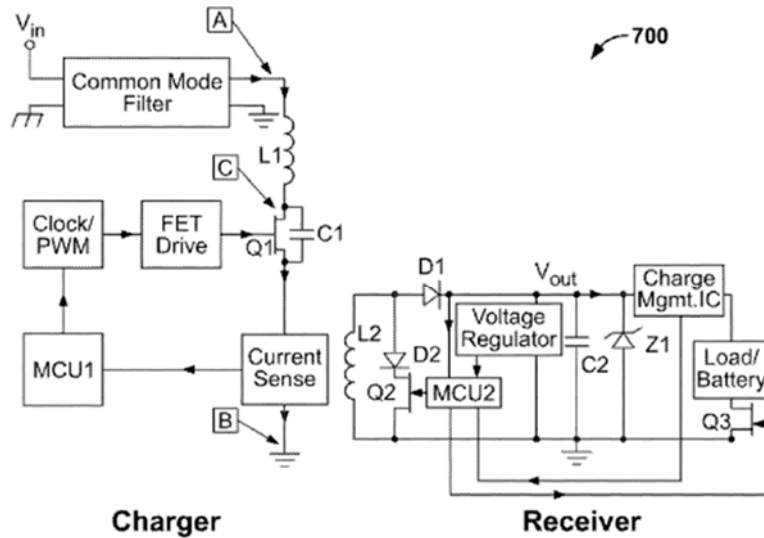 Vin
A
700
Common Mode
Filter
L1
C
Clock/
PWM
FET
Drive
Q1
C1
D1
Vout
Charge
Mgmt.IC
L2
Voltage
Regulator
D2
C2
Z1
MCU1
Current
Sense
Q2
MCU2
Load/
Battery
Q3
B
Charger
Receiver